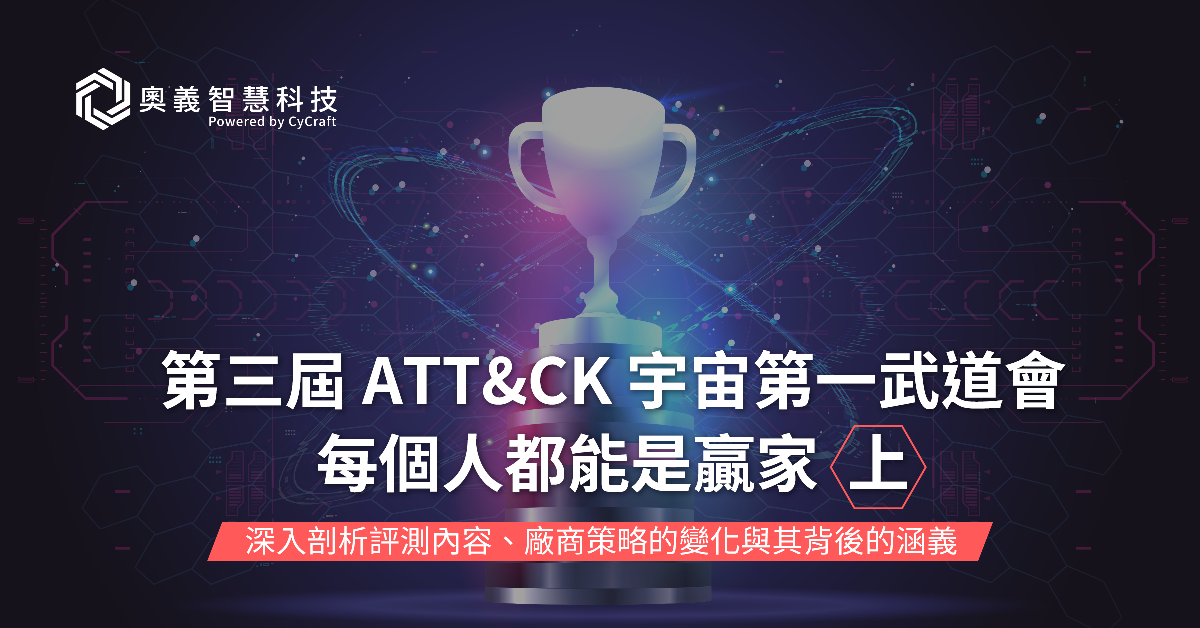 奧義智慧科技
Powered by CyCraft
第三屆 ATT&CK 宇宙第一武道會
每個人都能是贏家 上
深入剖析評測內容、廠商策略的變化與其背後的涵義